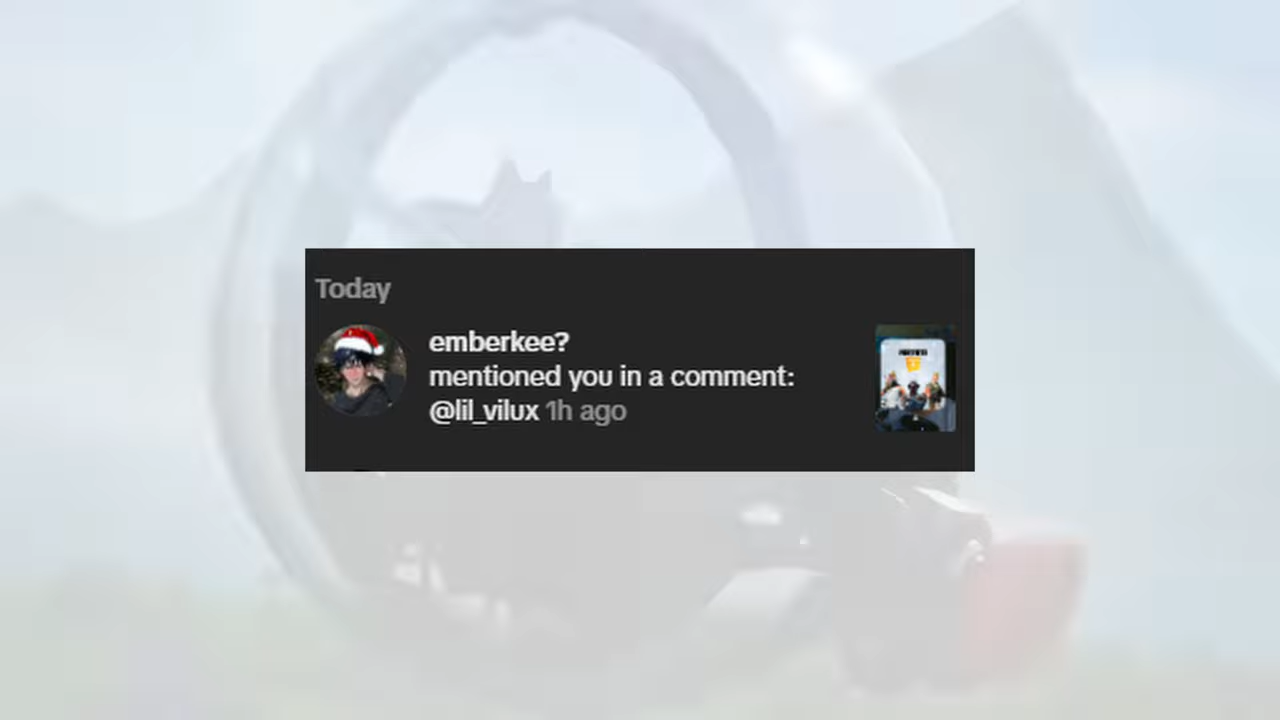 Today
emberkee?
mentioned you in a comment:
@lil_vilux 1h ago